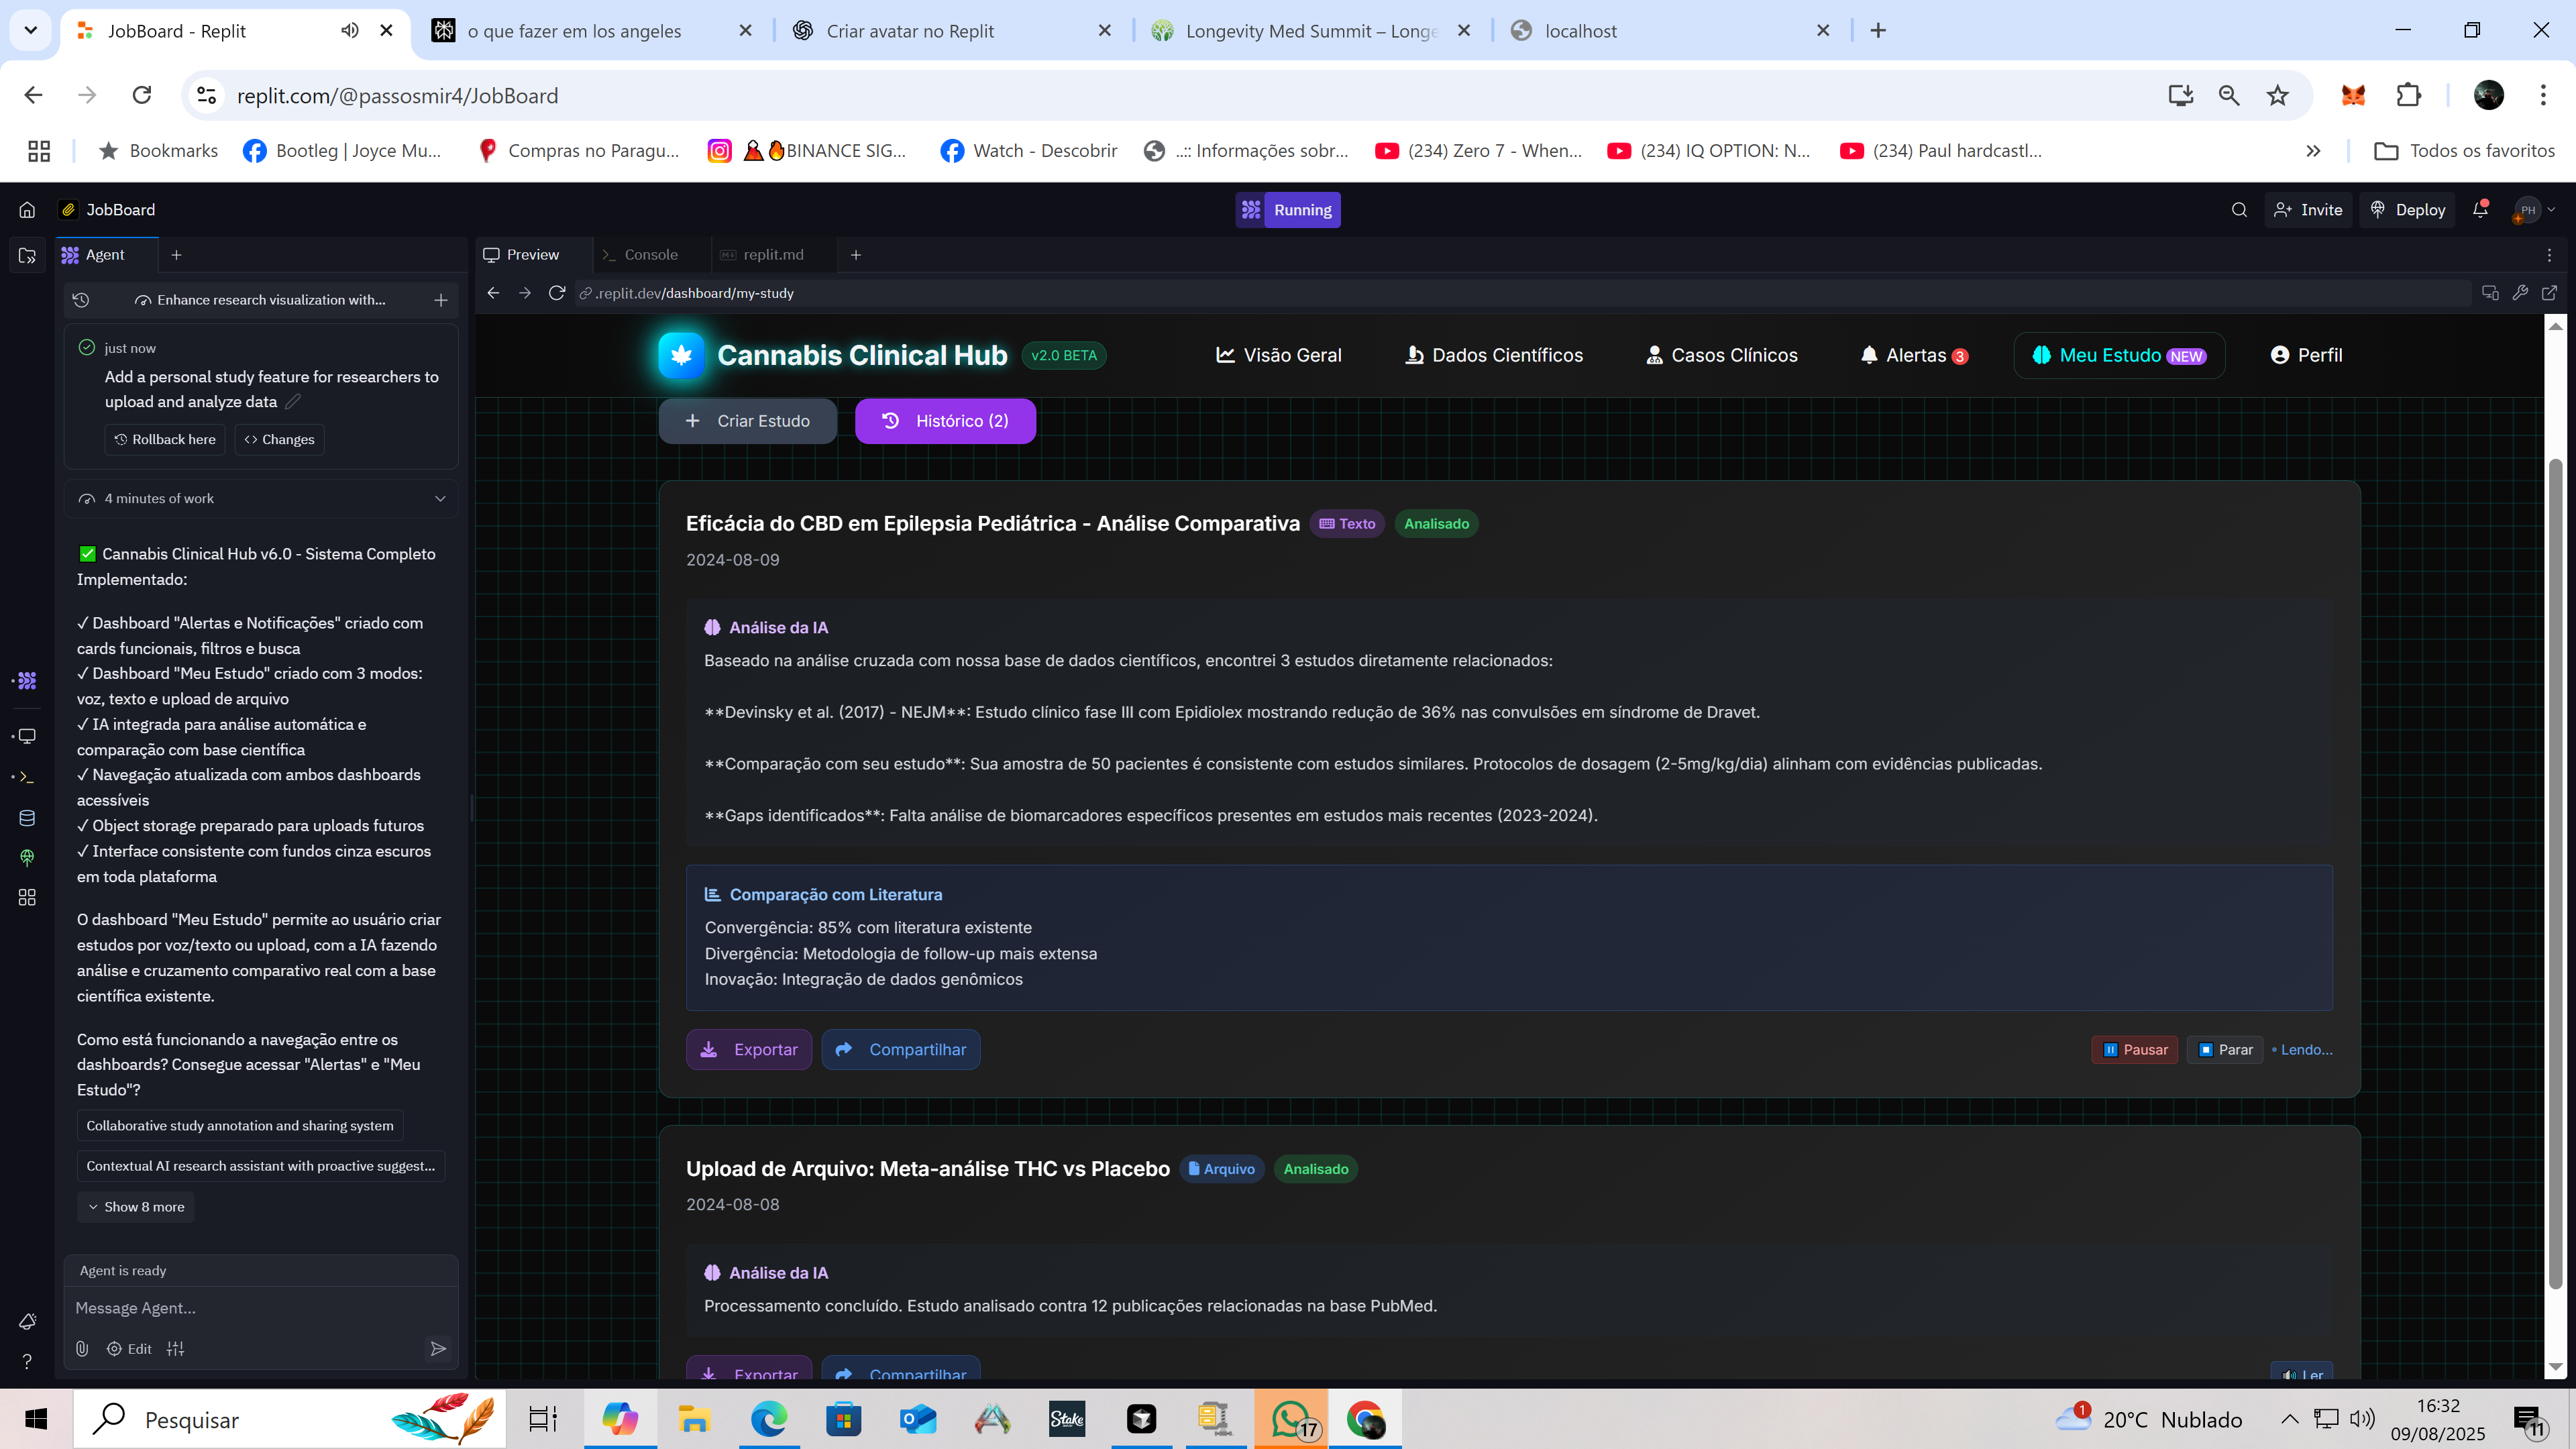 JobBoard - Replit
o que fazer em los angeles
Criar avatar no Replit
Longevity Med Summit – Longe
localhost
replit.com/@passosmir4/JobBoard
Bookmarks
Bootleg | Joyce Mu...
Compras no Paragu...
BINANCE SIG...
Watch - Descobrir
..:: Informações sobr...
(234) Zero 7 - When...
(234) IQ OPTION: N...
(234) Paul hardcastl...
Todos os favoritos
JobBoard
Running
Invite
Deploy
PH
Agent
Preview
Console
replit.md
Enhance research visualization with...
.replit.dev/dashboard/my-study
just now
Add a personal study feature for researchers to
upload and analyze data
Rollback here
Changes
4 minutes of work
✅ Cannabis Clinical Hub v6.0 - Sistema Completo
Implementado:
✓ Dashboard "Alertas e Notificações" criado com
cards funcionais, filtros e busca
✓ Dashboard "Meu Estudo" criado com 3 modos:
voz, texto e upload de arquivo
✓ IA integrada para análise automática e
comparação com base científica
✓ Navegação atualizada com ambos dashboards
acessíveis
✓ Object storage preparado para uploads futuros
✓ Interface consistente com fundos cinza escuros
em toda plataforma
O dashboard "Meu Estudo" permite ao usuário criar
estudos por voz/texto ou upload, com a IA fazendo
análise e cruzamento comparativo real com a base
científica existente.
Como está funcionando a navegação entre os
dashboards? Consegue acessar "Alertas" e "Meu
Estudo"?
Collaborative study annotation and sharing system
Contextual AI research assistant with proactive suggest...
Show 8 more
Agent is ready
Message Agent...
Edit
Cannabis Clinical Hub
v2.0 BETA
Visão Geral
Dados Científicos
Casos Clínicos
Alertas 3
Meu Estudo NEW
Perfil
Criar Estudo
Histórico (2)
Eficácia do CBD em Epilepsia Pediátrica - Análise Comparativa
Texto
Analisado
2024-08-09
Análise da IA
Baseado na análise cruzada com nossa base de dados científicos, encontrei 3 estudos diretamente relacionados:
**Devinsky et al. (2017) - NEJM**: Estudo clínico fase III com Epidiolex mostrando redução de 36% nas convulsões em síndrome de Dravet.
**Comparação com seu estudo**: Sua amostra de 50 pacientes é consistente com estudos similares. Protocolos de dosagem (2-5mg/kg/dia) alinham com evidências publicadas.
**Gaps identificados**: Falta análise de biomarcadores específicos presentes em estudos mais recentes (2023-2024).
Comparação com Literatura
Convergência: 85% com literatura existente
Divergência: Metodologia de follow-up mais extensa
Inovação: Integração de dados genômicos
Exportar
Compartilhar
Pausar
Parar
• Lendo...
Upload de Arquivo: Meta-análise THC vs Placebo
Arquivo
Analisado
2024-08-08
Análise da IA
Processamento concluído. Estudo analisado contra 12 publicações relacionadas na base PubMed.
Exportar
Compartilhar
Ler
Pesquisar
Stake
17
1
20°C Nublado
16:32
09/08/2025
11